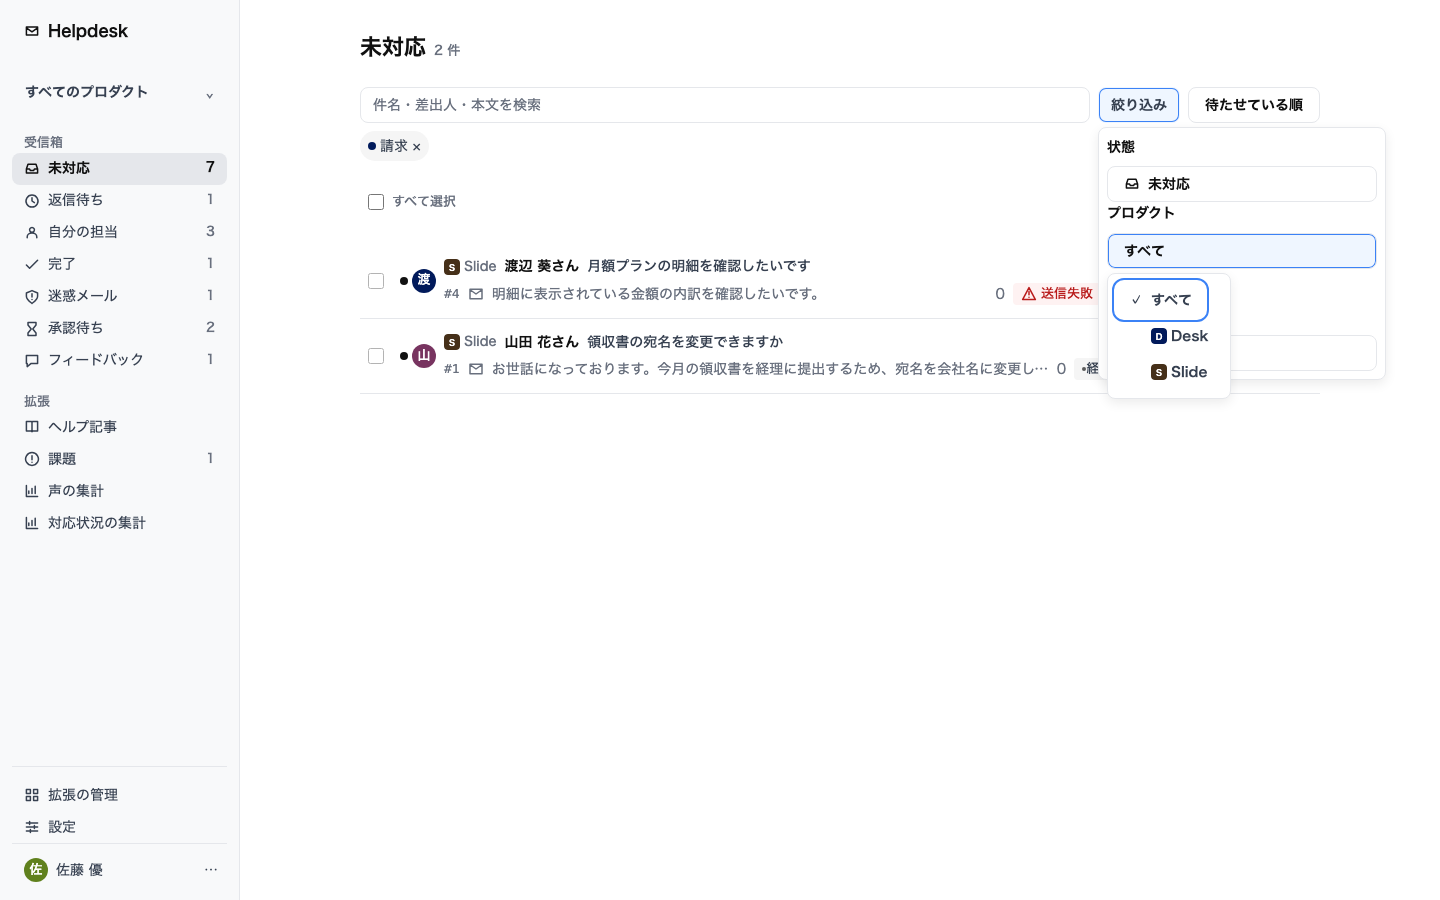 Helpdesk
すべてのプロダクト
受信箱
未対応 7
返信待ち 1
自分の担当 3
完了 1
迷惑メール 1
承認待ち 2
フィードバック 1
拡張
ヘルプ記事
課題 1
声の集計
対応状況の集計
拡張の管理
設定
佐 佐藤 優 …
未対応 2 件
件名・差出人・本文を検索 絞り込み 待たせている順
請求 ×
すべて選択
渡 S Slide 渡辺 葵さん 月額プランの明細を確認したいです
#4 明細に表示されている金額の内訳を確認したいです。 0 送信失敗
山 S Slide 山田 花さん 領収書の宛名を変更できますか
#1 お世話になっております。今月の領収書を経理に提出するため、宛名を会社名に変更し… 0 •経
状態
未対応
プロダクト
すべて
✓ すべて
D Desk
S Slide